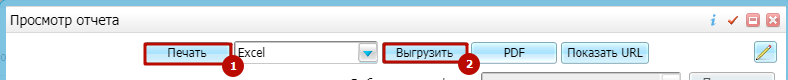 Просмотр отчета
Печать Excel Выгрузить PDF Показать URL
1 2